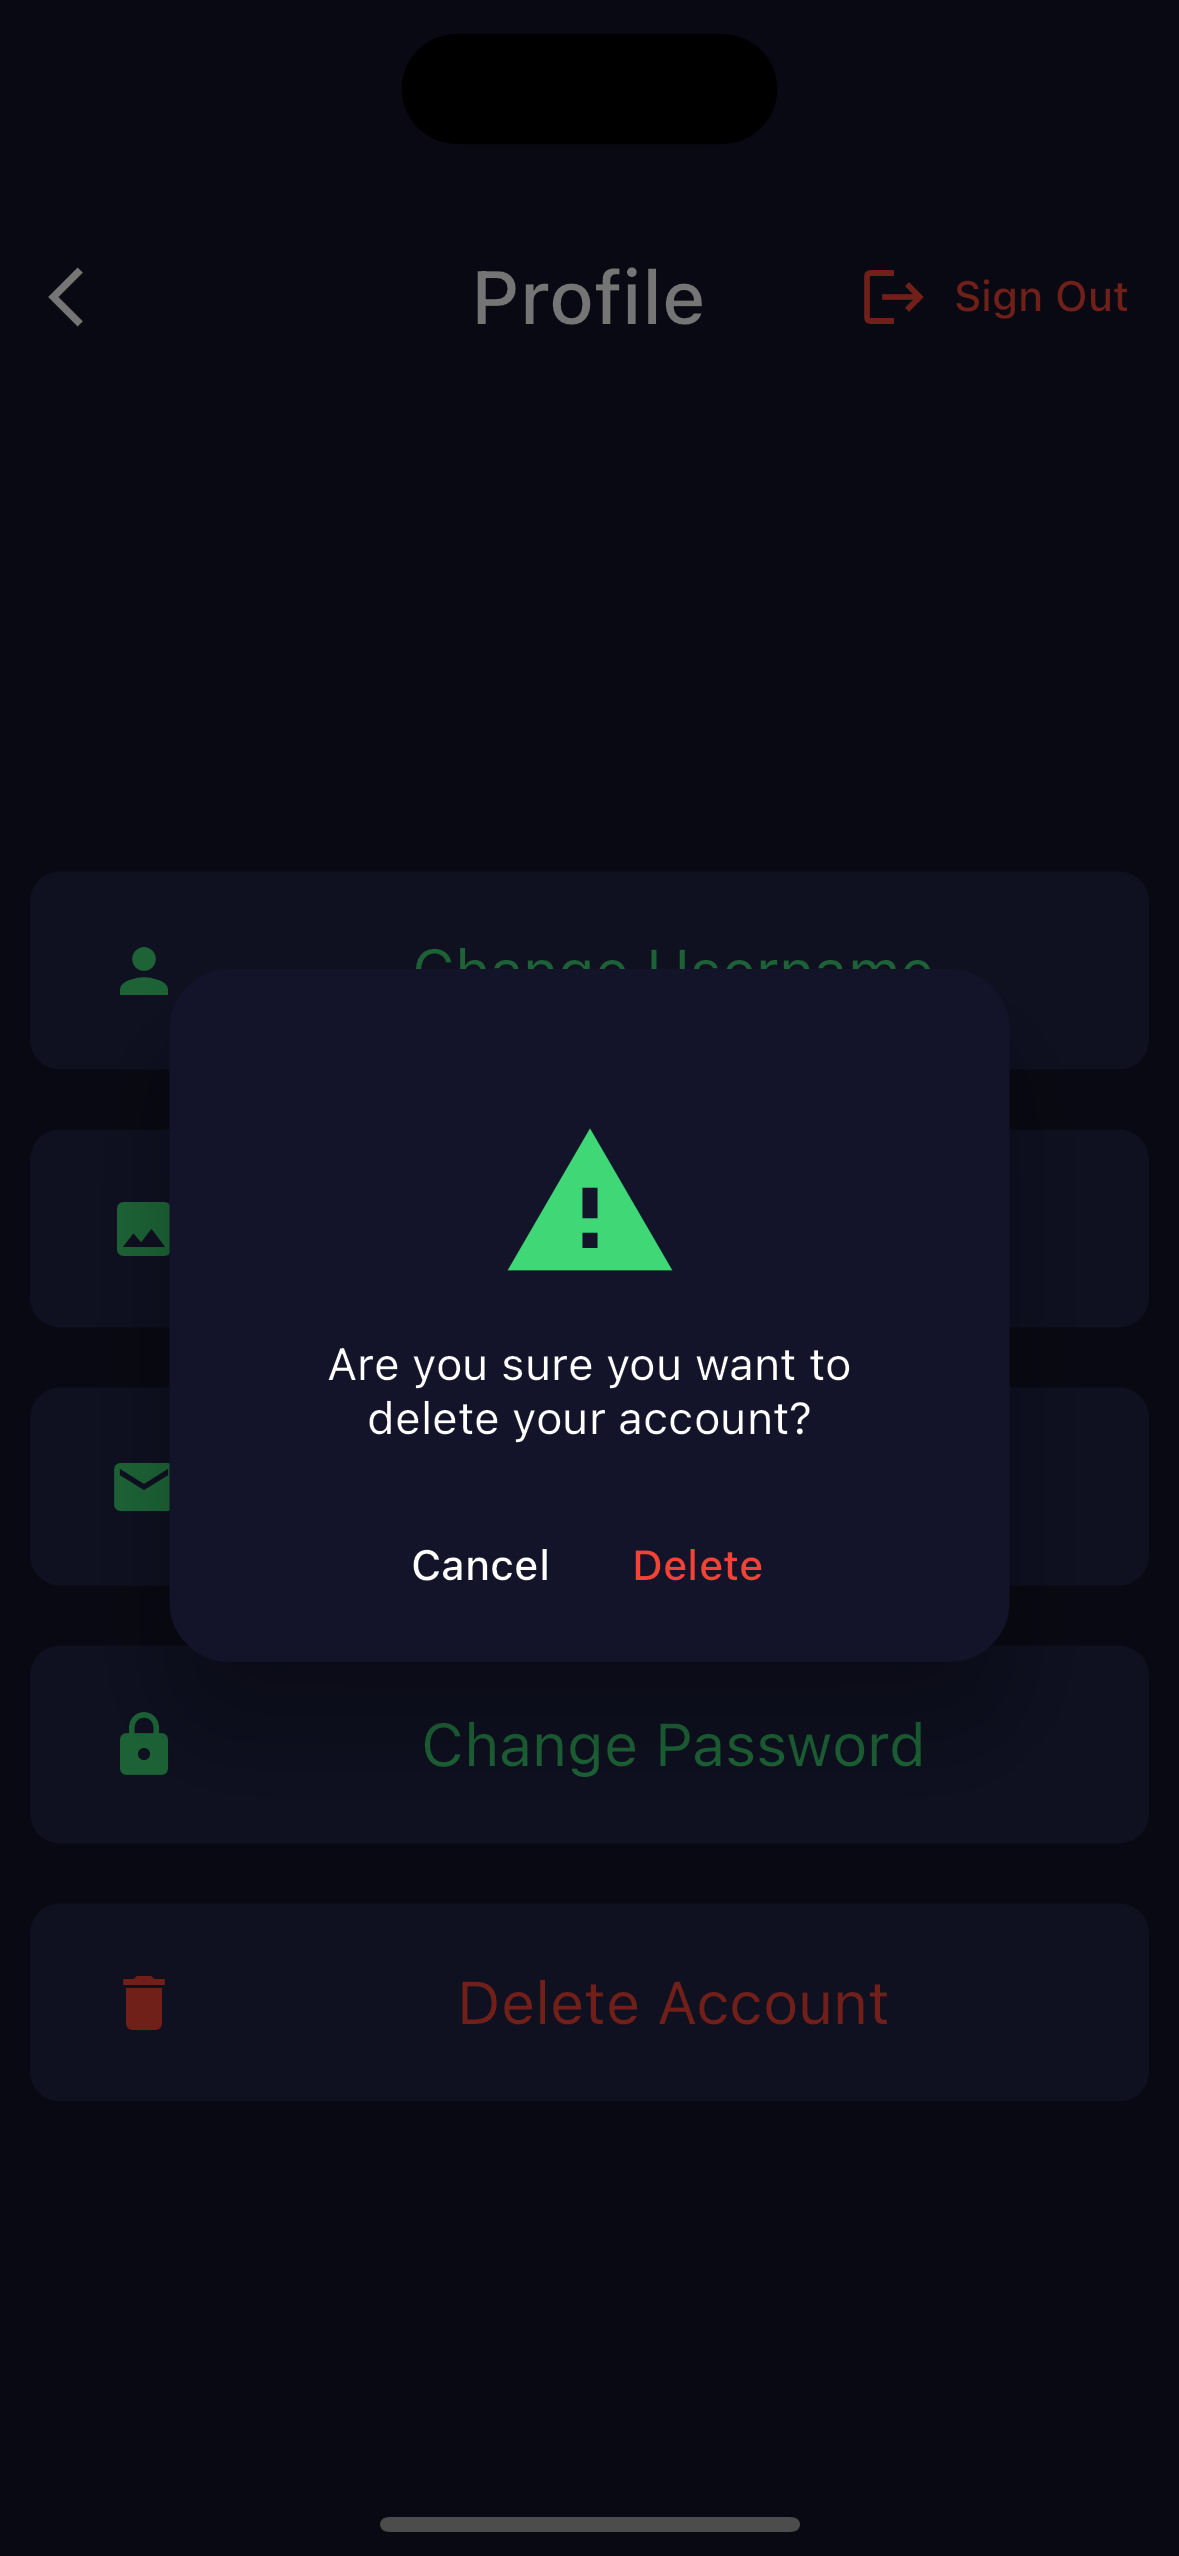 Profile
Sign Out
Change Username
Are you sure you want to
delete your account?
Cancel
Delete
Change Password
Delete Account